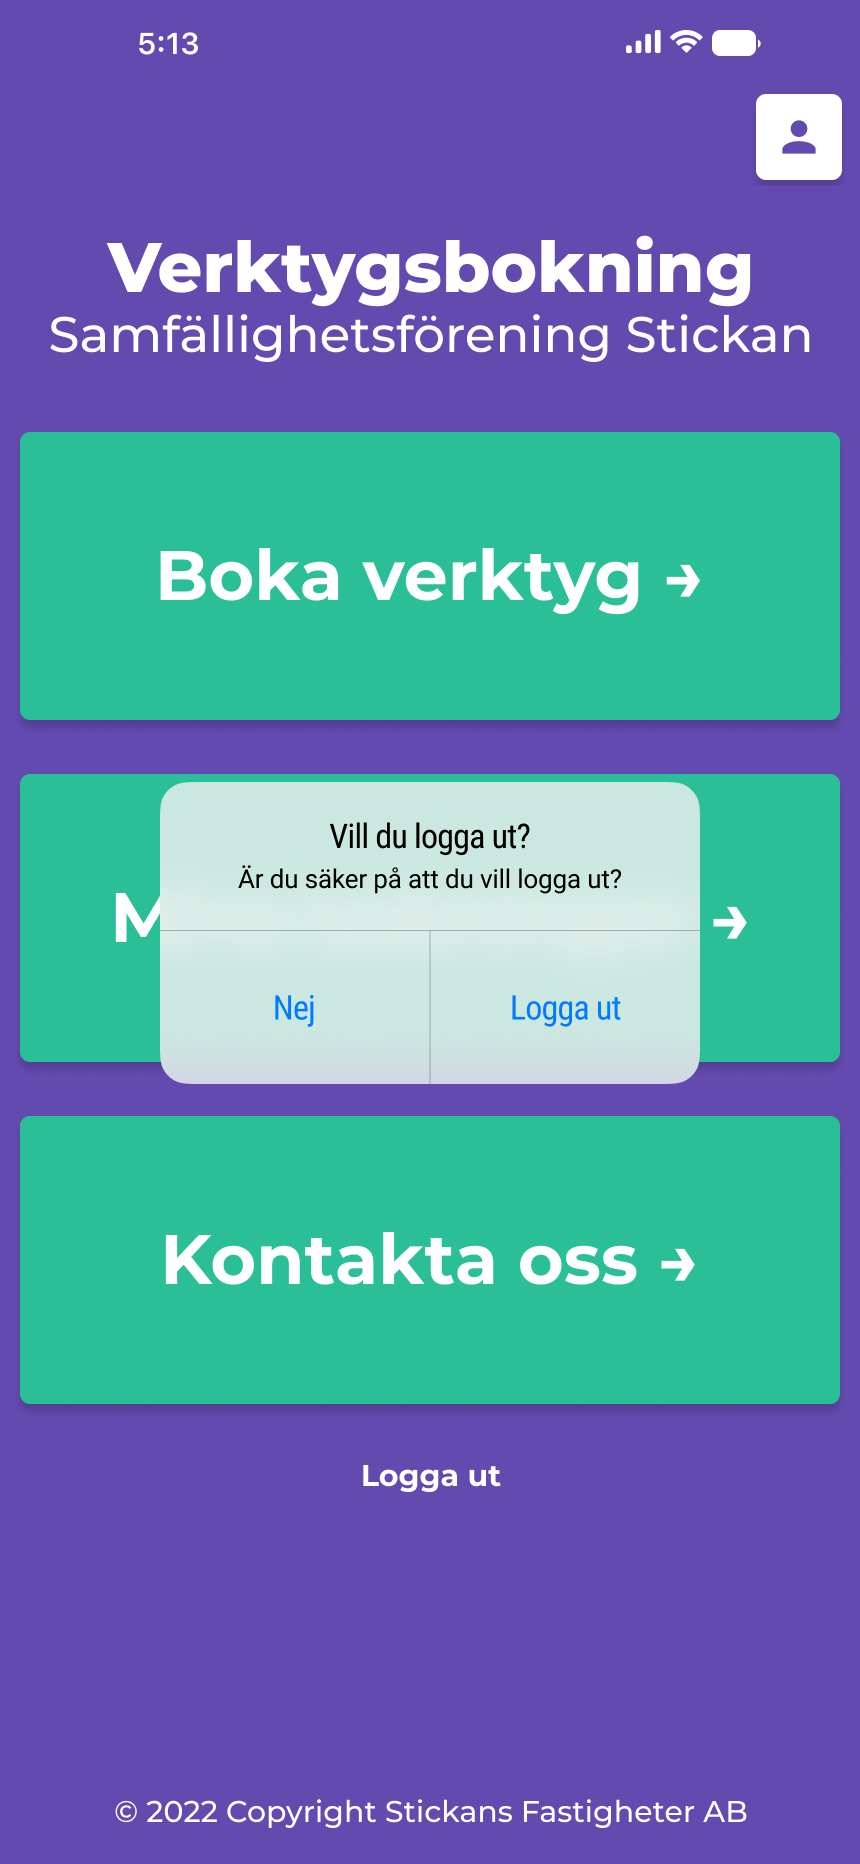 5:13
Verktygsbokning
Samfällighetsförening Stickan
Boka verktyg →
Vill du logga ut?
Är du säker på att du vill logga ut?
→
Nej
Logga ut
Kontakta oss →
Logga ut
© 2022 Copyright Stickans Fastigheter AB